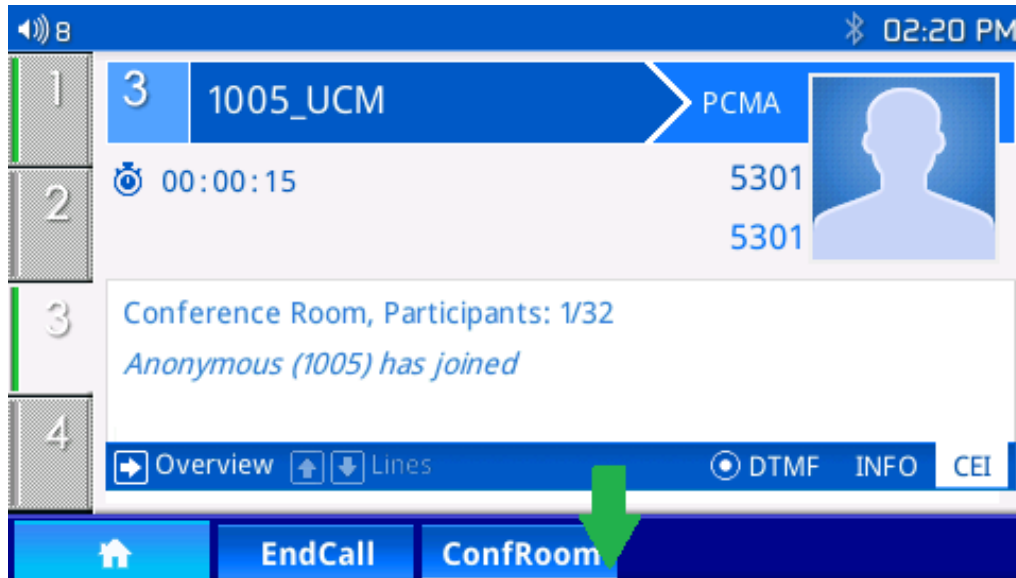 8 02:20 PM
1
3 1005_UCM PCMA
00:00:15 5301
2
5301
3
Conference Room, Participants: 1/32
Anonymous (1005) has joined
4
Overview Lines DTMF INFO CEI
EndCall ConfRoom